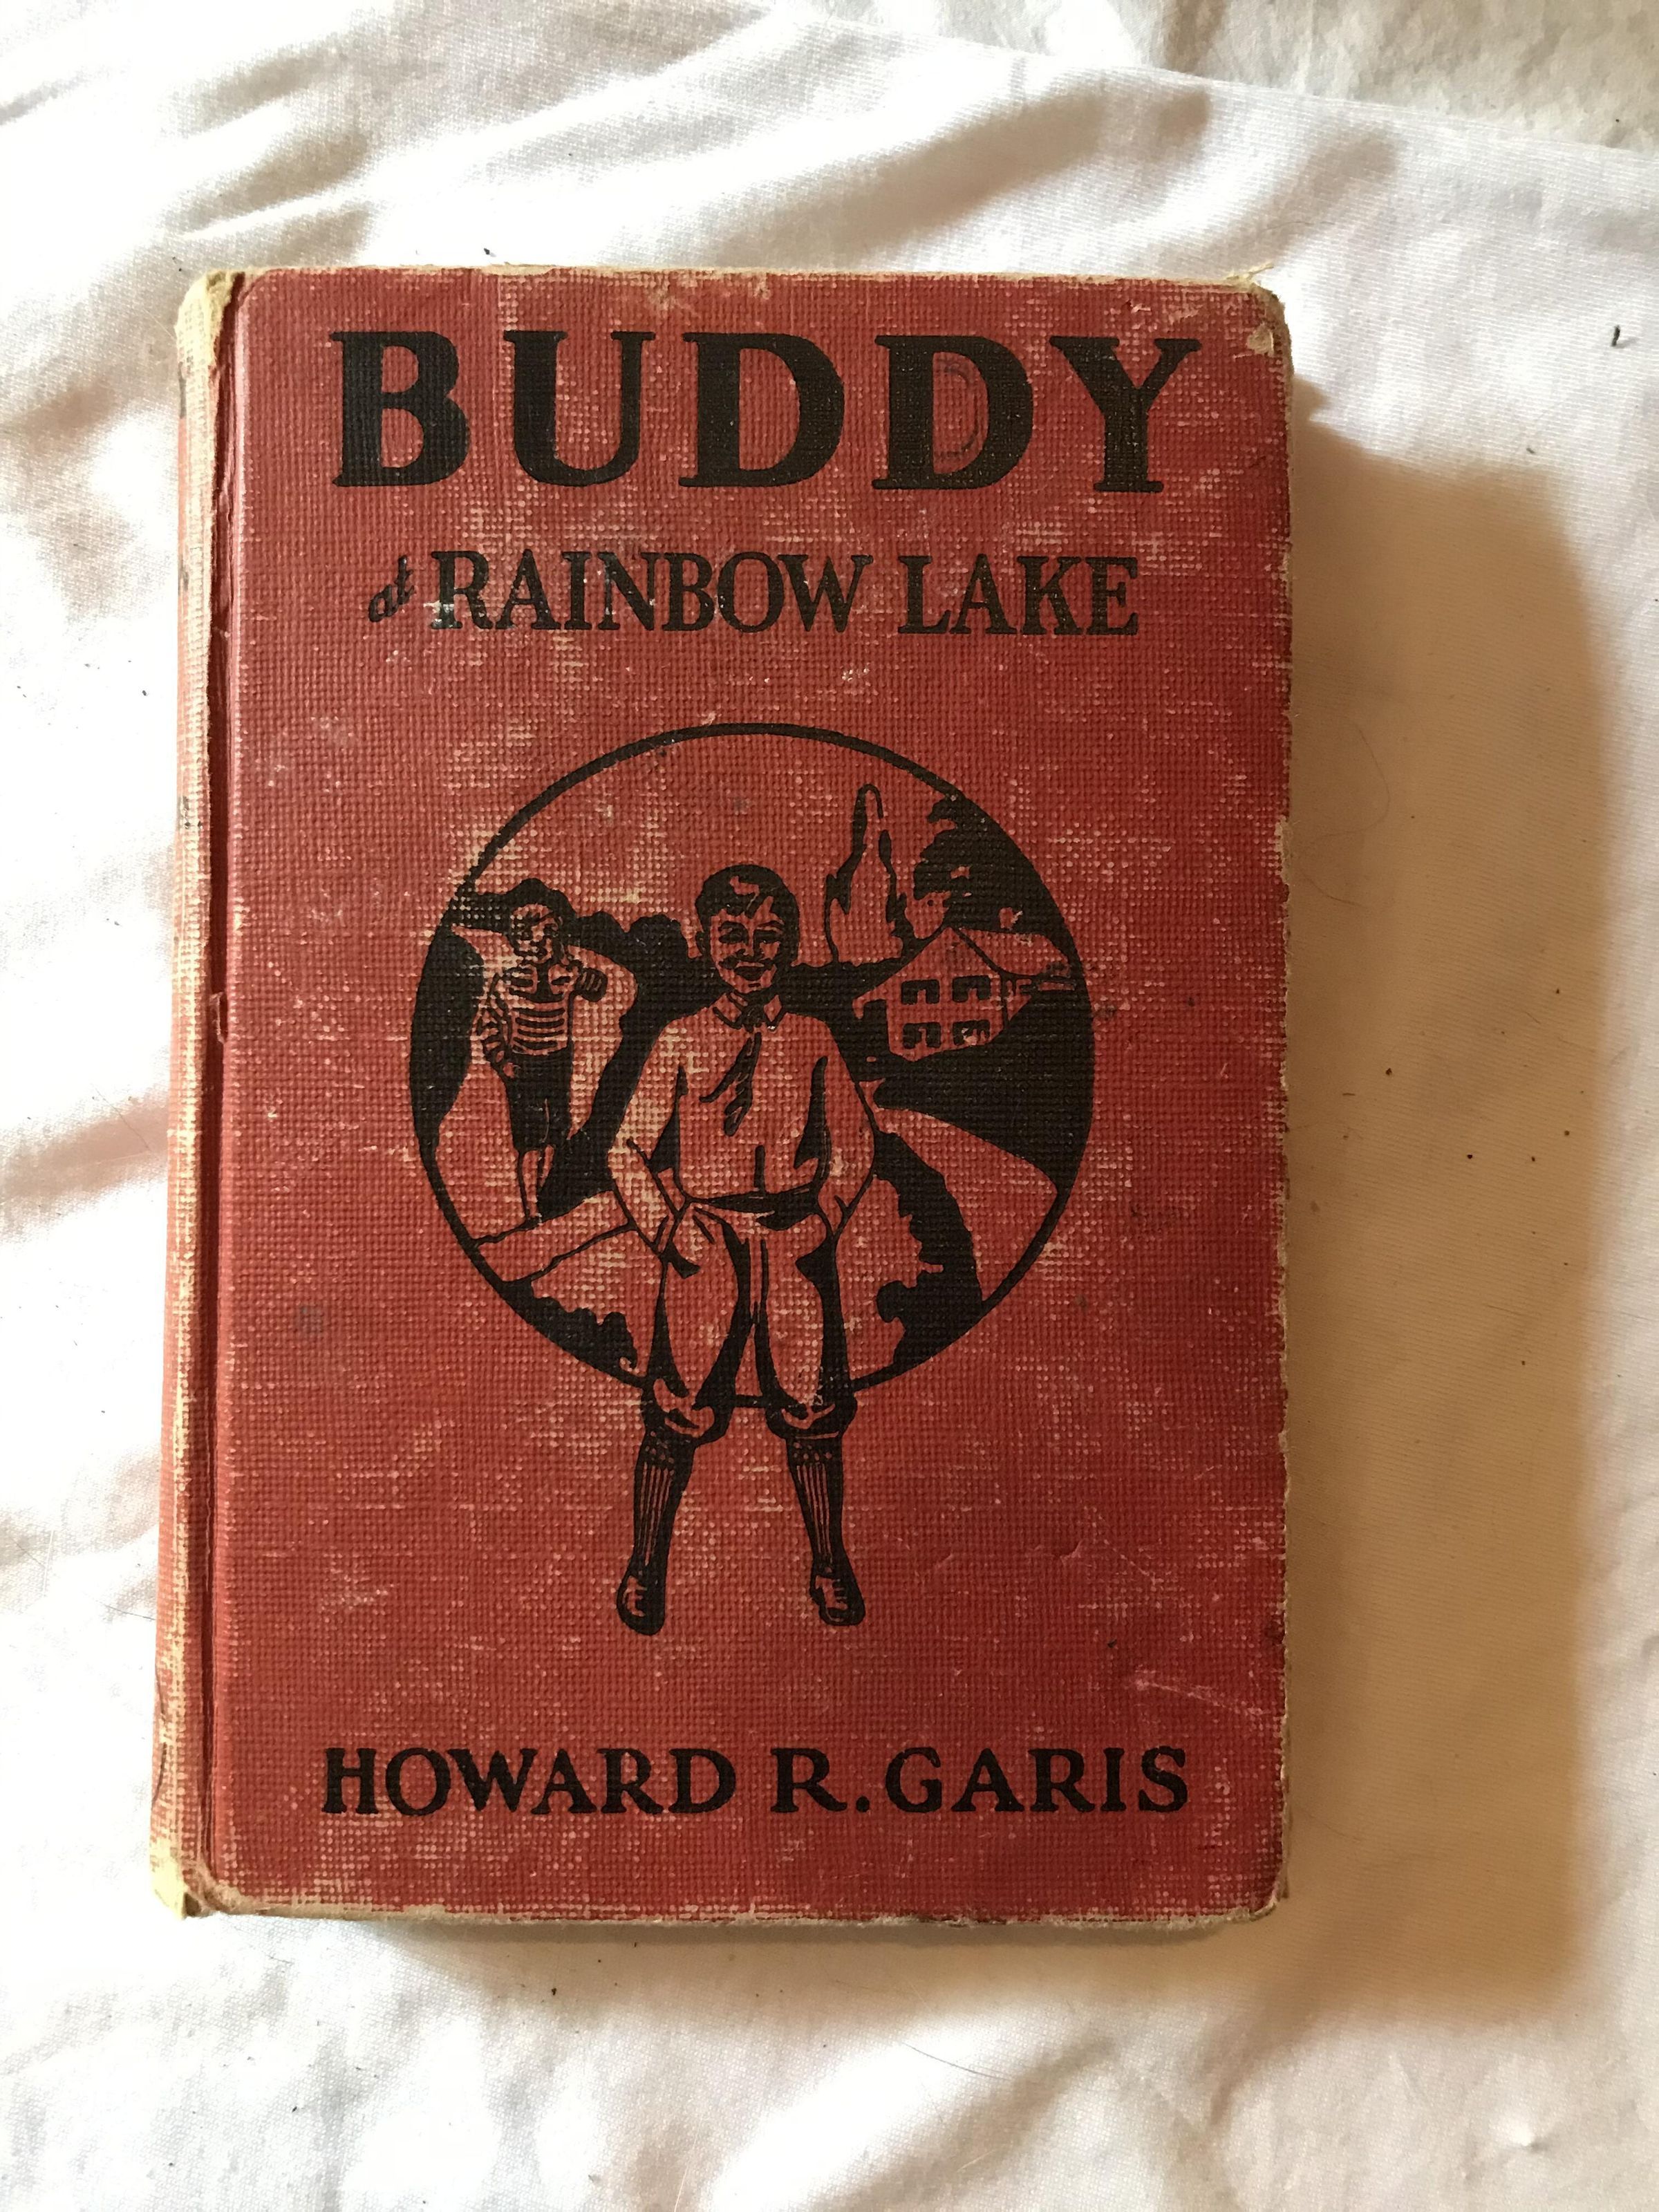 BUDDY
at RAINBOW LAKE
HOWARD R. GARIS